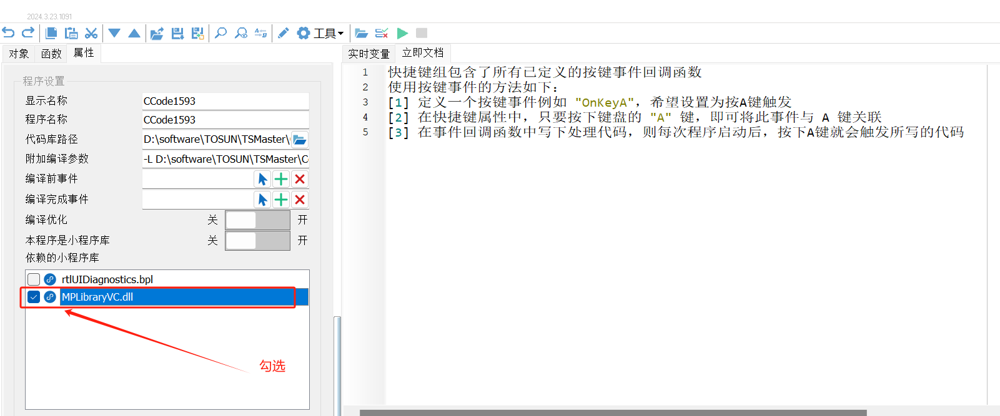 2024.3.23.1091
工具
对象 函数 属性
程序设置
显示名称 CCode1593
程序名称 CCode1593
代码库路径 D:\software\TOSUN\TSMaster\
附加编译参数 -L D:\software\TOSUN\TSMaster\C
编译前事件
编译完成事件
编译优化 关 开
本程序是小程序库 关 开
依赖的小程序库
rtlUIDiagnostics.bpl
MPLibraryVC.dll
勾选
实时变量 立即文档
1 快捷键组包含了所有已定义的按键事件回调函数
2 使用按键事件的方法如下：
3 [1] 定义一个按键事件例如 "OnKeyA"，希望设置为按A键触发
4 [2] 在快捷键属性中，只要按下键盘的 "A" 键，即可将此事件与 A 键关联
5 [3] 在事件回调函数中写下处理代码，则每次程序启动后，按下A键就会触发所写的代码